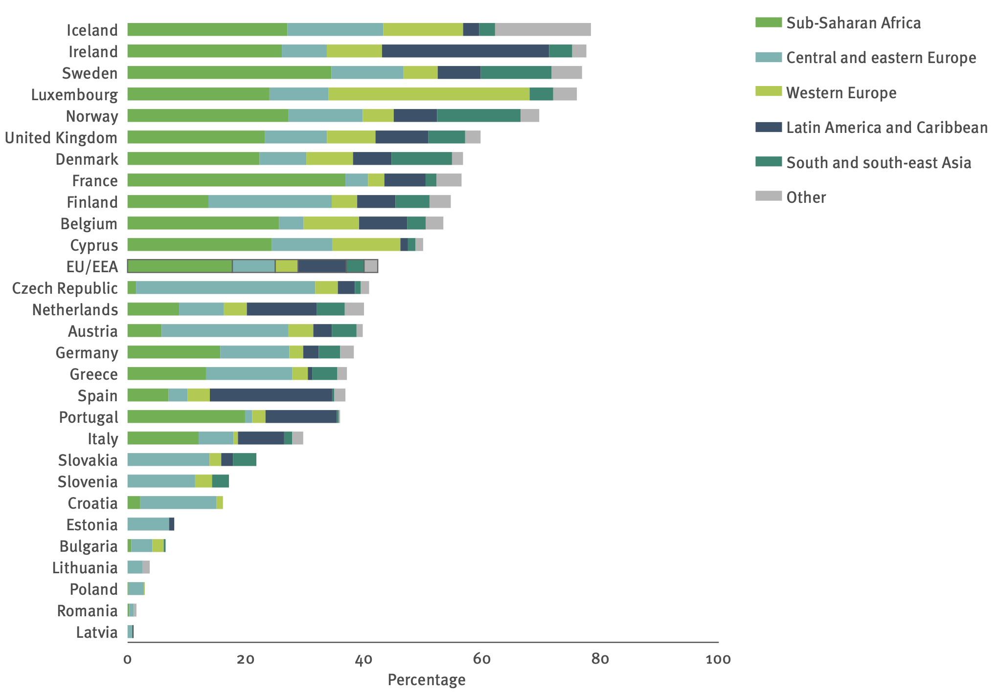 Iceland
Ireland
Sweden
Luxembourg
Norway
United Kingdom
Denmark
France
Finland
Belgium
Cyprus
EU/EEA
Czech Republic
Netherlands
Austria
Germany
Greece
Spain
Portugal
Italy
Slovakia
Slovenia
Croatia
Estonia
Bulgaria
Lithuania
Poland
Romania
Latvia
0 20 40 60 80 100
Percentage
Sub-Saharan Africa
Central and eastern Europe
Western Europe
Latin America and Caribbean
South and south-east Asia
Other